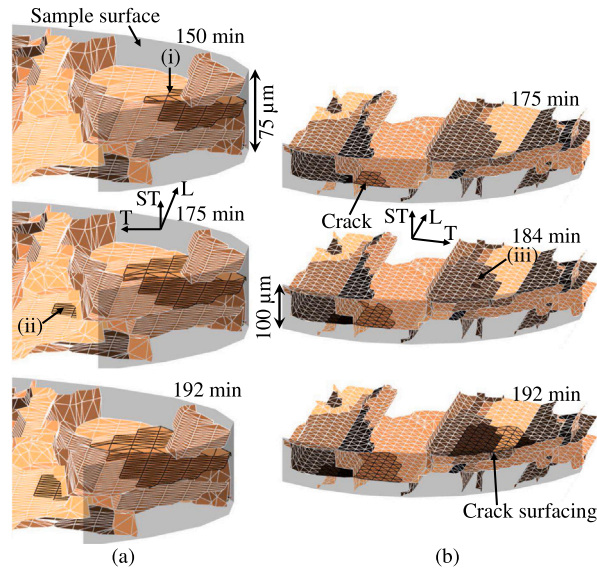 Sample surface
150 min
(i)
75 μm
175 min
ST
L
T
(ii)
192 min
(a)
175 min
Crack
ST
L
T
184 min
(iii)
100 μm
192 min
Crack surfacing
(b)